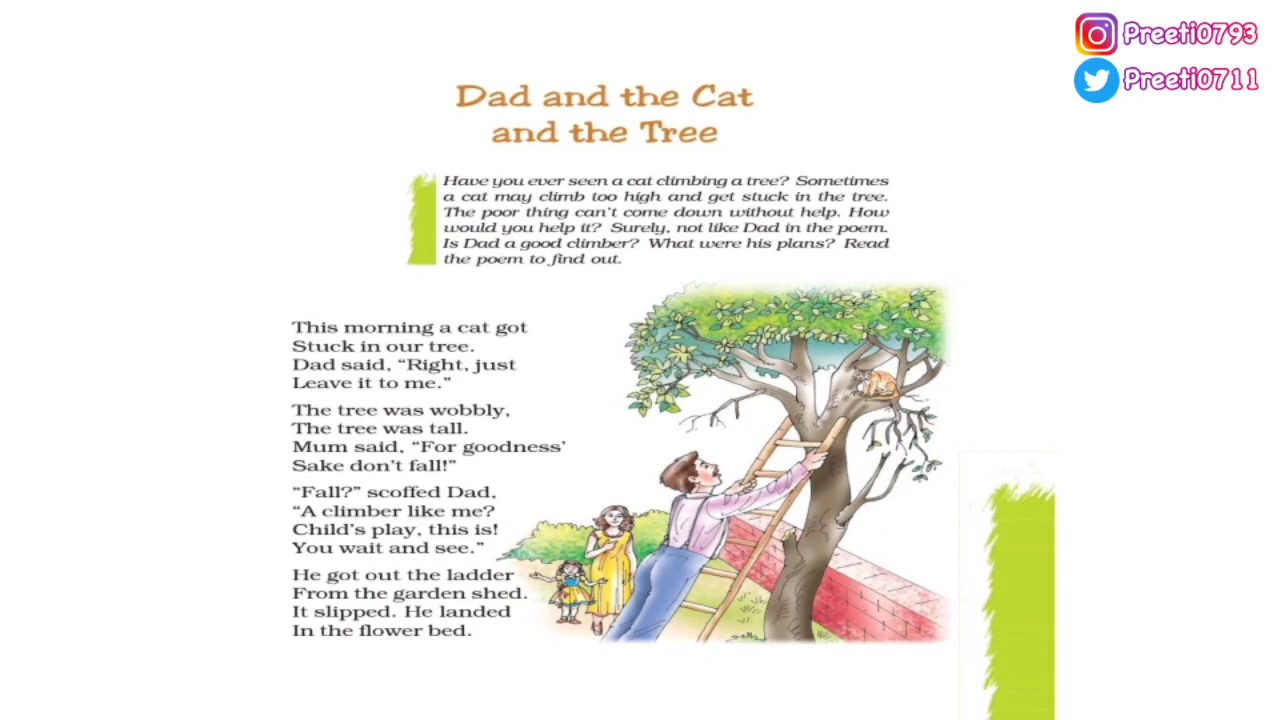 Preeti0793
Preeti0711
Dad and the Cat
and the Tree
Have you ever seen a cat climbing a tree? Sometimes
a cat may climb too high and get stuck in the tree.
The poor thing can't come down without help. How
would you help it? Surely, not like Dad in the poem.
Is Dad a good climber? What were his plans? Read
the poem to find out.
This morning a cat got
Stuck in our tree.
Dad said, “Right, just
Leave it to me.”
The tree was wobbly,
The tree was tall.
Mum said, “For goodness’
Sake don't fall!”
“Fall?” scoffed Dad,
“A climber like me?
Child's play, this is!
You wait and see.”
He got out the ladder
From the garden shed.
It slipped. He landed
In the flower bed.